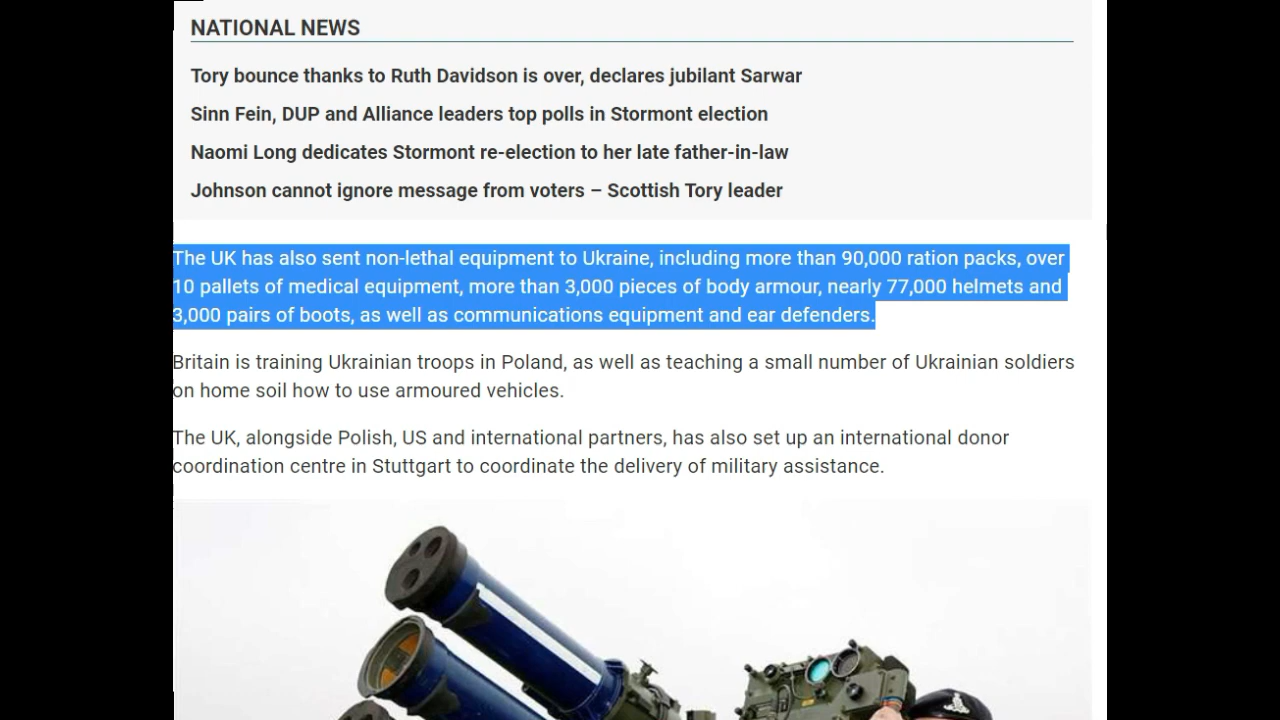 NATIONAL NEWS
Tory bounce thanks to Ruth Davidson is over, declares jubilant Sarwar
Sinn Fein, DUP and Alliance leaders top polls in Stormont election
Naomi Long dedicates Stormont re-election to her late father-in-law
Johnson cannot ignore message from voters – Scottish Tory leader
The UK has also sent non-lethal equipment to Ukraine, including more than 90,000 ration packs, over
10 pallets of medical equipment, more than 3,000 pieces of body armour, nearly 77,000 helmets and
3,000 pairs of boots, as well as communications equipment and ear defenders.
Britain is training Ukrainian troops in Poland, as well as teaching a small number of Ukrainian soldiers
on home soil how to use armoured vehicles.
The UK, alongside Polish, US and international partners, has also set up an international donor
coordination centre in Stuttgart to coordinate the delivery of military assistance.